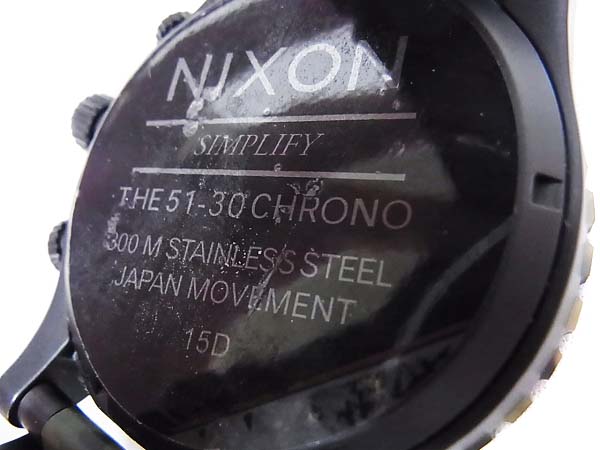 NIXON
SIMPLIFY
THE 51-30 CHRONO
300 M STAINLESS STEEL
JAPAN MOVEMENT
15D